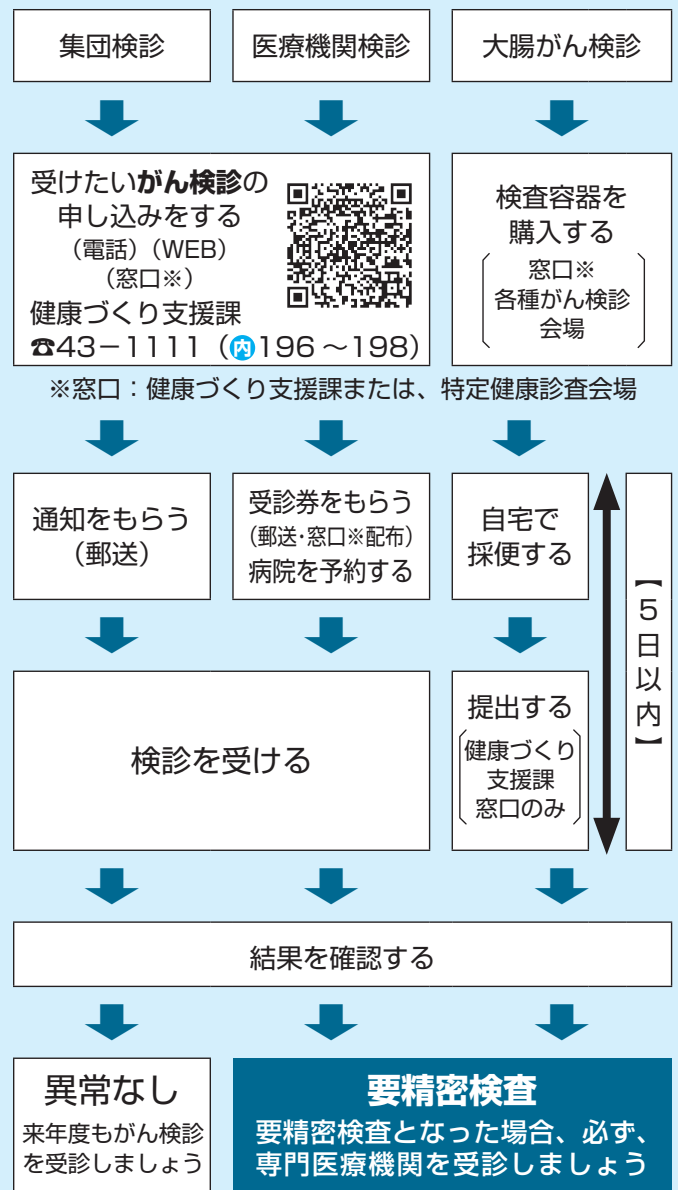 集団検診
医療機関検診
大腸がん検診
受けたいがん検診の
申し込みをする
（電話）（WEB）
（窓口※）
健康づくり支援課
☎43－1111（内196～198）
検査容器を
購入する
窓口※
各種がん検診
会場
※窓口：健康づくり支援課または、特定健康診査会場
通知をもらう
（郵送）
受診券をもらう
（郵送・窓口※配布）
病院を予約する
自宅で
採便する
【５日以内】
検診を受ける
提出する
健康づくり
支援課
窓口のみ
結果を確認する
異常なし
来年度もがん検診
を受診しましょう
要精密検査
要精密検査となった場合、必ず、
専門医療機関を受診しましょう